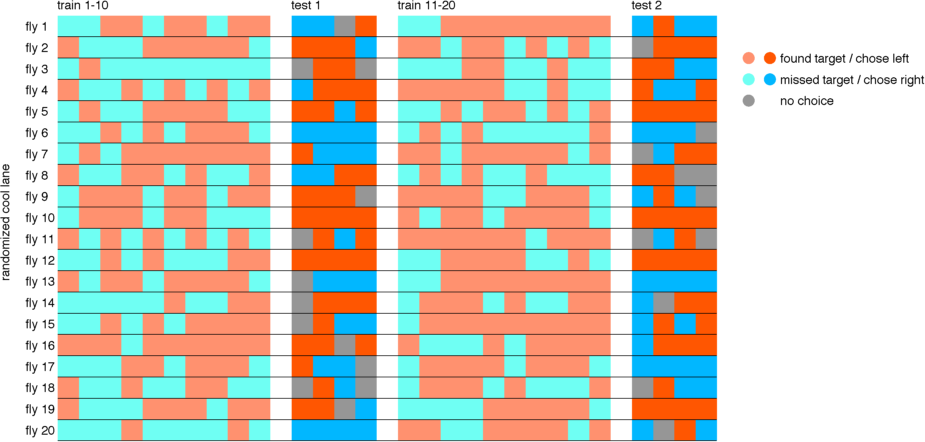 train 1-10 test 1 train 11-20 test 2
fly 1
fly 2
fly 3
fly 4
fly 5
fly 6
fly 7
fly 8
fly 9
fly 10
fly 11
fly 12
fly 13
fly 14
fly 15
fly 16
fly 17
fly 18
fly 19
fly 20
randomized cool lane
found target / chose left
missed target / chose right
no choice